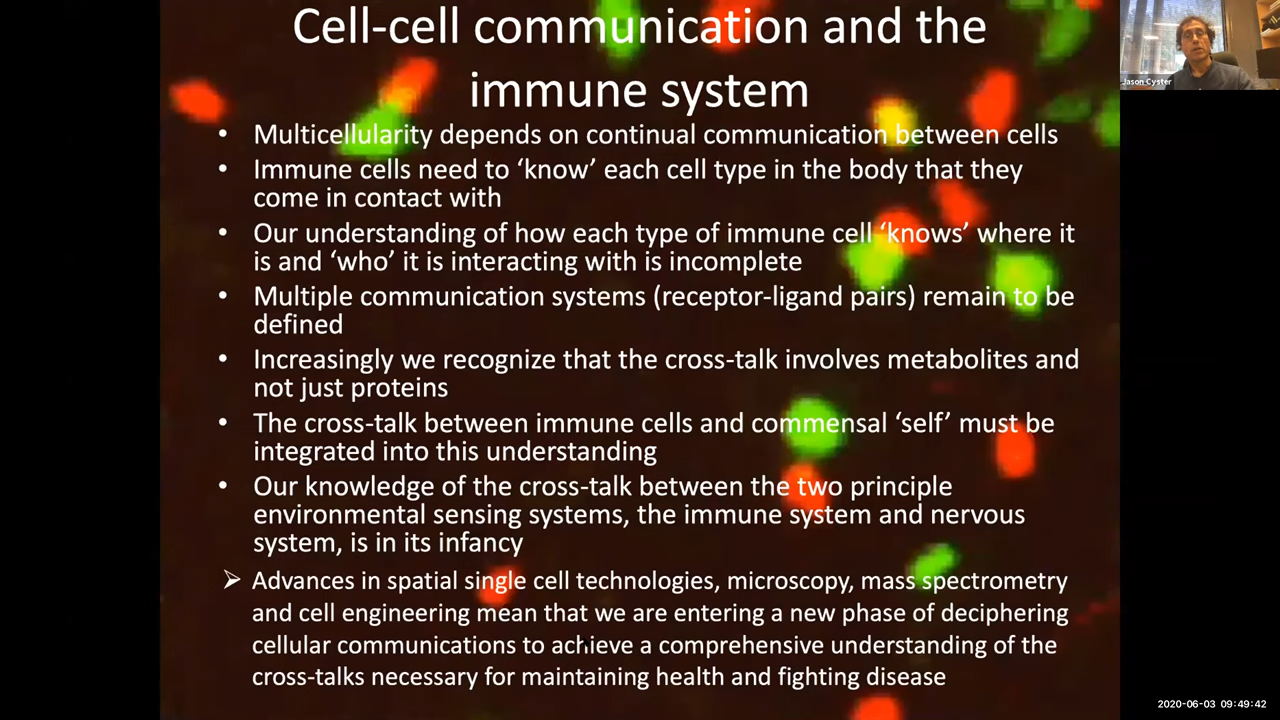 Cell-cell communication and the
immune system
• Multicellularity depends on continual communication between cells
• Immune cells need to ‘know’ each cell type in the body that they
come in contact with
• Our understanding of how each type of immune cell ‘knows’ where it
is and ‘who’ it is interacting with is incomplete
• Multiple communication systems (receptor-ligand pairs) remain to be
defined
• Increasingly we recognize that the cross-talk involves metabolites and
not just proteins
• The cross-talk between immune cells and commensal ‘self’ must be
integrated into this understanding
• Our knowledge of the cross-talk between the two principle
environmental sensing systems, the immune system and nervous
system, is in its infancy
➢ Advances in spatial single cell technologies, microscopy, mass spectrometry
and cell engineering mean that we are entering a new phase of deciphering
cellular communications to achieve a comprehensive understanding of the
cross-talks necessary for maintaining health and fighting disease
Jason Cyster
2020-06-03 09:49:42